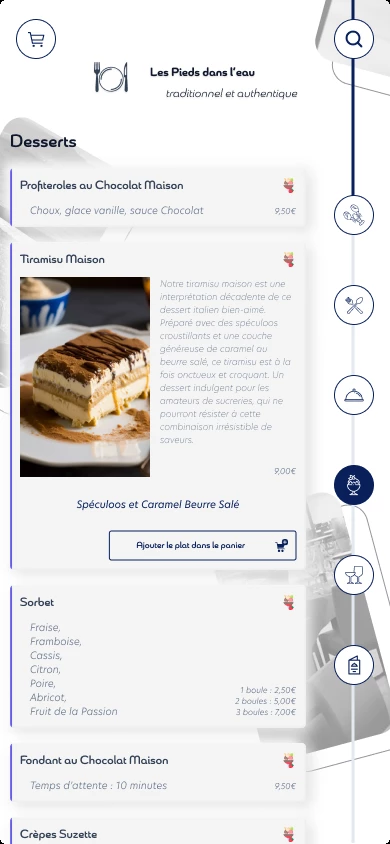 Les Pieds dans l'eau
traditionnel et authentique
Desserts
Profiteroles au Chocolat Maison
Choux, glace vanille, sauce Chocolat
9,50€
Tiramisu Maison
Notre tiramisu maison est une
interprétation décadente de ce
dessert italien bien-aimé.
Préparé avec des spéculoos
croustillants et une couche
généreuse de caramel au
beurre salé, ce tiramisu est à la
fois onctueux et croquant. Un
dessert indulgent pour les
amateurs de sucreries, qui ne
pourront résister à cette
combinaison irrésistible de
saveurs.
9,00€
Spéculoos et Caramel Beurre Salé
Ajouter le plat dans le panier
Sorbet
Fraise,
Framboise,
Cassis,
Citron,
Poire,
Abricot,
Fruit de la Passion
1 boule : 2,50€
2 boules : 5,00€
3 boules : 7,00€
Fondant au Chocolat Maison
Temps d'attente : 10 minutes
9,50€
Crèpes Suzette